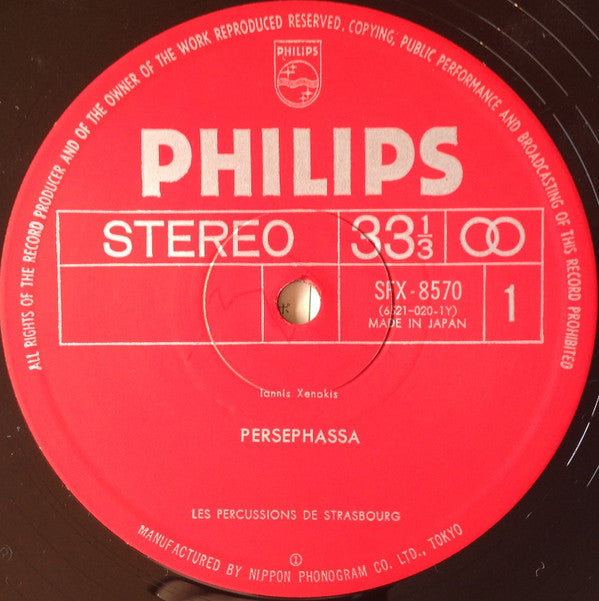 ALL RIGHTS OF THE RECORD PRODUCER AND OF THE OWNER OF THE WORK REPRODUCED RESERVED. COPYING, PUBLIC PERFORMANCE AND BROADCASTING OF THIS RECORD PROHIBITED
PHILIPS
PHILIPS
STEREO 33 1/3
SFX-8570 1
(6521-020-1Y)
MADE IN JAPAN
Iannis Xenakis
PERSEPHASSA
LES PERCUSSIONS DE STRASBOURG
①
MANUFACTURED BY NIPPON PHONOGRAM CO. LTD., TOKYO